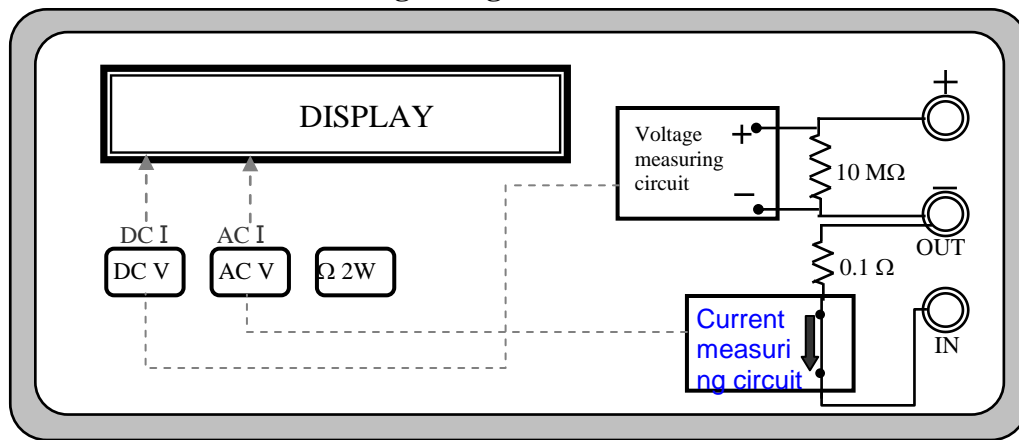 DISPLAY
+
Voltage
measuring
circuit
+
−
10 MΩ
−
OUT
DC I
AC I
DC V
AC V
Ω 2W
0.1 Ω
Current
measuri
ng circuit
IN